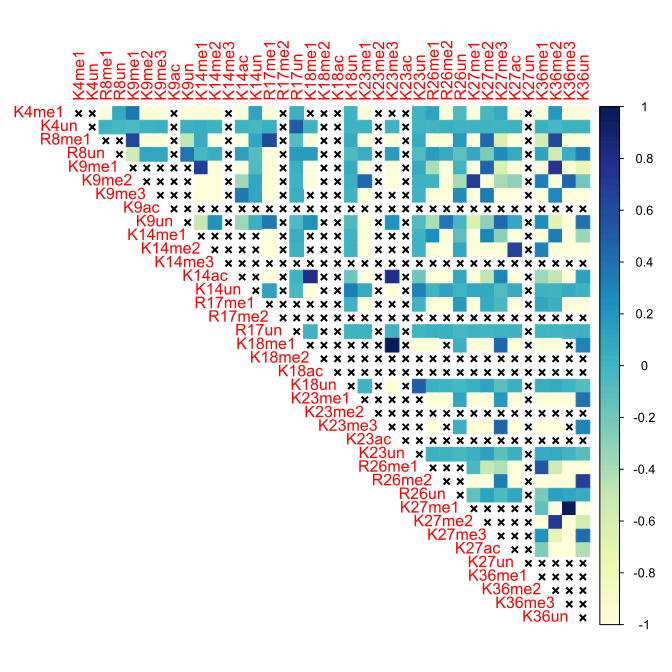 K4me1
K4un
R8me1
R8un
K9me1
K9me2
K9me3
K9ac
K9un
K14me1
K14me2
K14me3
K14ac
K14un
R17me1
R17me2
R17un
K18me1
K18me2
K18ac
K18un
K23me1
K23me2
K23me3
K23ac
K23un
R26me1
R26me2
R26un
K27me1
K27me2
K27me3
K27ac
K27un
K36me1
K36me2
K36me3
K36un
K4me1
K4un
R8me1
R8un
K9me1
K9me2
K9me3
K9ac
K9un
K14me1
K14me2
K14me3
K14ac
K14un
R17me1
R17me2
R17un
K18me1
K18me2
K18ac
K18un
K23me1
K23me2
K23me3
K23ac
K23un
R26me1
R26me2
R26un
K27me1
K27me2
K27me3
K27ac
K27un
K36me1
K36me2
K36me3
K36un
1
0.8
0.6
0.4
0.2
0
-0.2
-0.4
-0.6
-0.8
-1